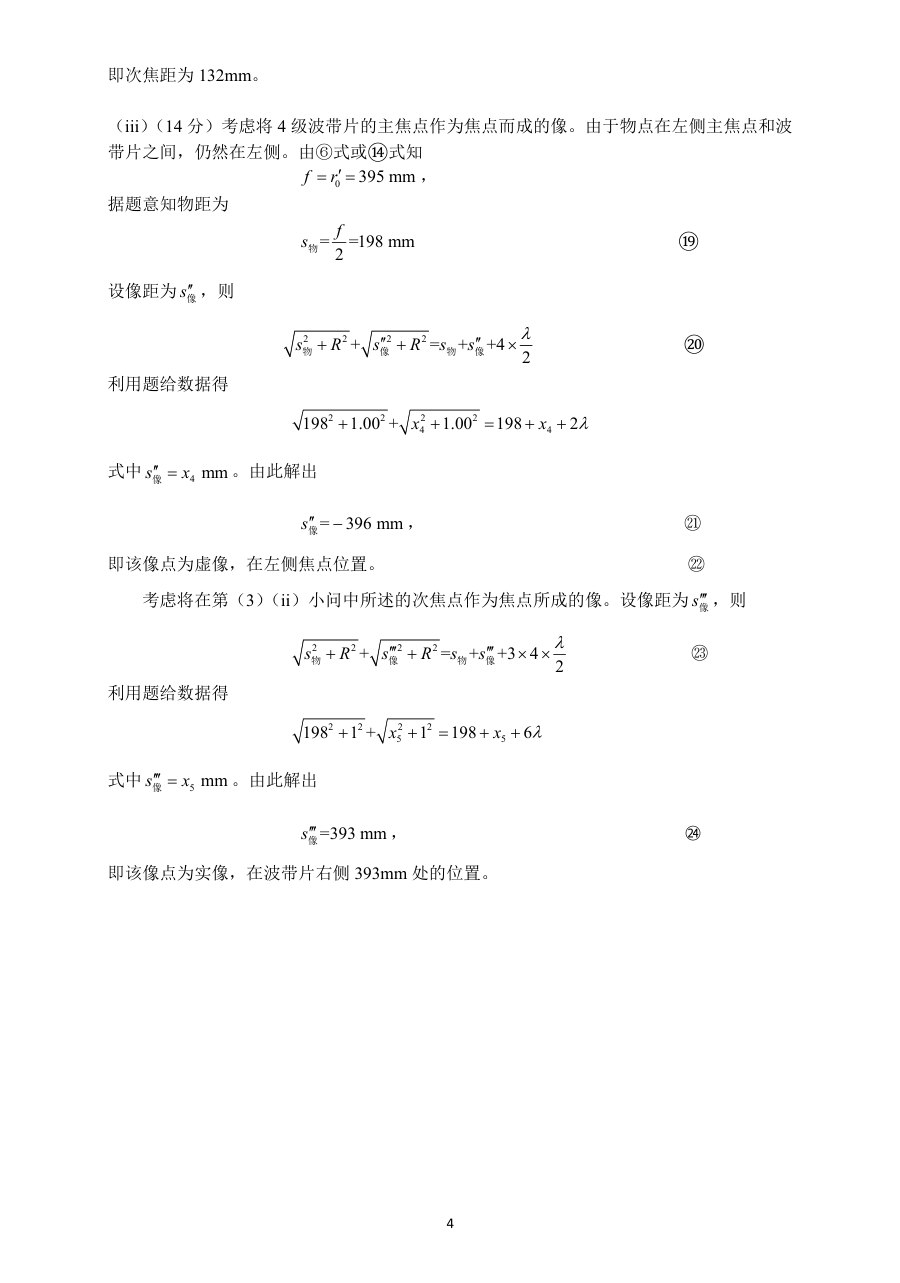 即次焦距为 132mm。
（iii）（14 分）考虑将 4 级波带片的主焦点作为焦点而成的像。由于物点在左侧主焦点和波
带片之间，仍然在左侧。由⑥式或⑭式知
f = r₀′ = 395 mm ，
据题意知物距为
s物 = f/2 = 198 mm ⑲
设像距为 s″像 ，则
√(s物² + R²) + √(s″像² + R²) = s物 + s″像 + 4 × λ/2 ⑳
利用题给数据得
√(198² + 1.00²) + √(x₄² + 1.00²) = 198 + x₄ + 2λ
式中 s″像 = x₄ mm 。由此解出
s″像 = − 396 mm ， ㉑
即该像点为虚像，在左侧焦点位置。 ㉒
考虑将在第（3）（ii）小问中所述的次焦点作为焦点所成的像。设像距为 s‴像 ，则
√(s物² + R²) + √(s‴像² + R²) = s物 + s‴像 + 3 × 4 × λ/2 ㉓
利用题给数据得
√(198² + 1²) + √(x₅² + 1²) = 198 + x₅ + 6λ
式中 s‴像 = x₅ mm 。由此解出
s‴像 = 393 mm ， ㉔
即该像点为实像，在波带片右侧 393mm 处的位置。
4